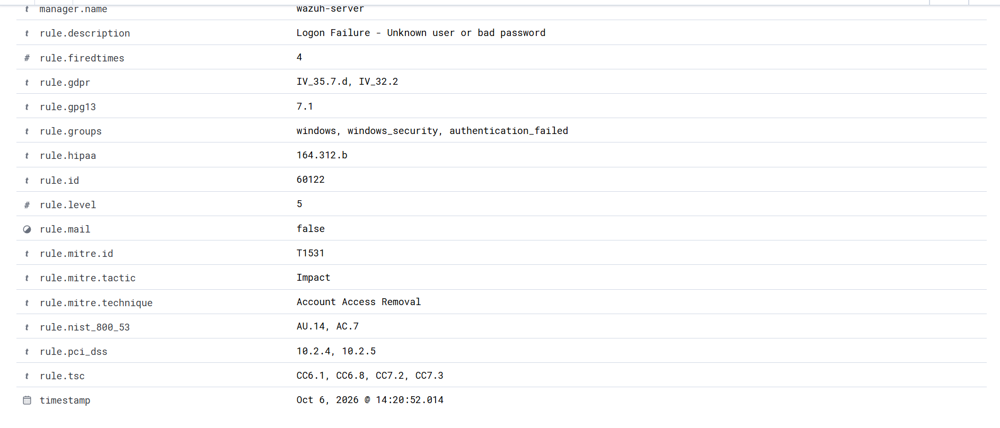 manager.name wazuh-server
t rule.description Logon Failure - Unknown user or bad password
# rule.firedtimes 4
t rule.gdpr IV_35.7.d, IV_32.2
t rule.gpg13 7.1
t rule.groups windows, windows_security, authentication_failed
t rule.hipaa 164.312.b
t rule.id 60122
# rule.level 5
rule.mail false
t rule.mitre.id T1531
t rule.mitre.tactic Impact
t rule.mitre.technique Account Access Removal
t rule.nist_800_53 AU.14, AC.7
t rule.pci_dss 10.2.4, 10.2.5
t rule.tsc CC6.1, CC6.8, CC7.2, CC7.3
timestamp Oct 6, 2026 @ 14:20:52.014